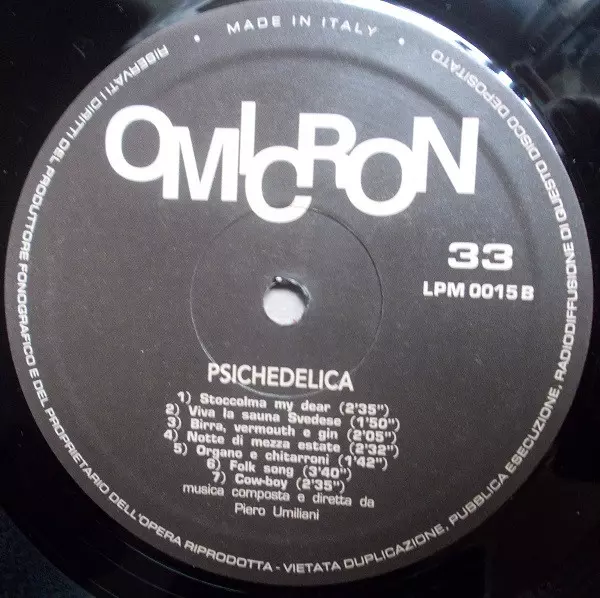 • MADE IN ITALY •
RISERVATI I DIRITTI DEL PRODUTTORE FONOGRAFICO E DEL PROPRIETARIO DELL'OPERA RIPRODOTTA - VIETATA DUPLICAZIONE, PUBBLICA ESECUZIONE, RADIODIFFUSIONE DI QUESTO DISCO DEPOSITATO
OMICRON
33
LPM 0015 B
PSICHEDELICA
1) Stoccolma my dear (2'35")
2) Viva la sauna Svedese (1'50")
3) Birra, vermouth e gin (2'05")
4) Notte di mezza estate (2'32")
5) Organo e chitarroni (1'42")
6) Folk song (3'40")
7) Cow-boy (2'35")
musica composta e diretta da
Piero Umiliani